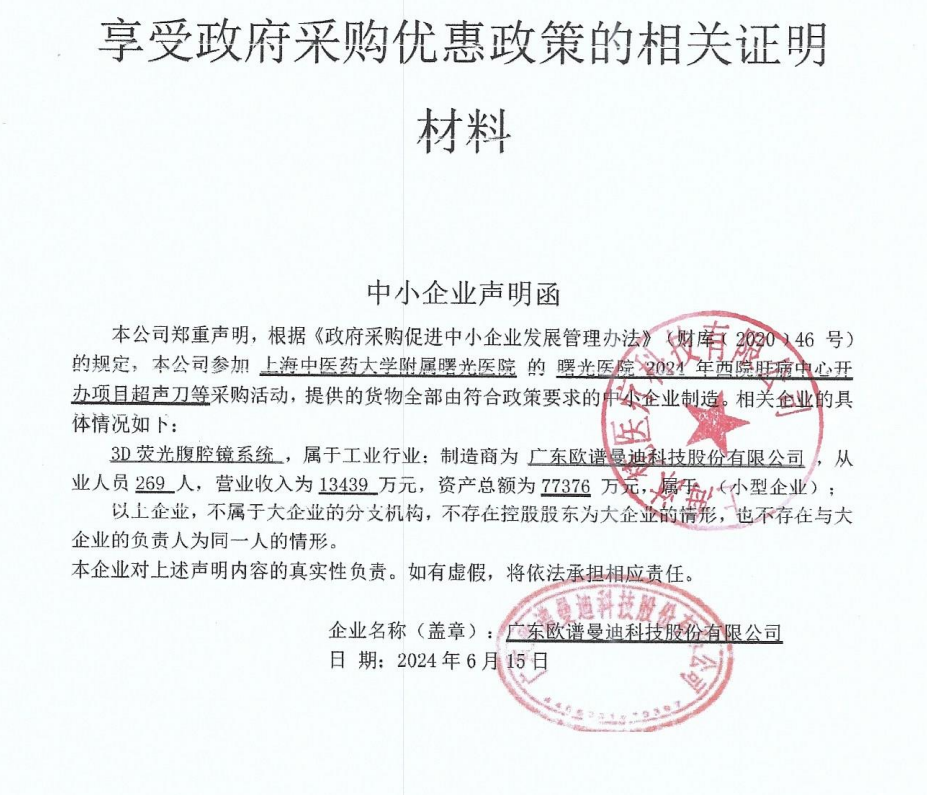 享受政府采购优惠政策的相关证明
材料
中小企业声明函
本公司郑重声明，根据《政府采购促进中小企业发展管理办法》（财库﹝2020﹞46 号）
的规定，本公司参加 上海中医药大学附属曙光医院 的 曙光医院 2024 年西院肝病中心开
办项目超声刀等采购活动，提供的货物全部由符合政策要求的中小企业制造。相关企业的具
体情况如下：
3D 荧光腹腔镜系统 ，属于工业行业；制造商为 广东欧谱曼迪科技股份有限公司 ，从
业人员 269 人，营业收入为 13439 万元，资产总额为 77376 万元，属于 （小型企业）；
以上企业，不属于大企业的分支机构，不存在控股股东为大企业的情形，也不存在与大
企业的负责人为同一人的情形。
本企业对上述声明内容的真实性负责。如有虚假，将依法承担相应责任。
企业名称（盖章）：广东欧谱曼迪科技股份有限公司
日 期：2024 年 6 月 15 日
广东欧谱曼迪科技股份有限公司